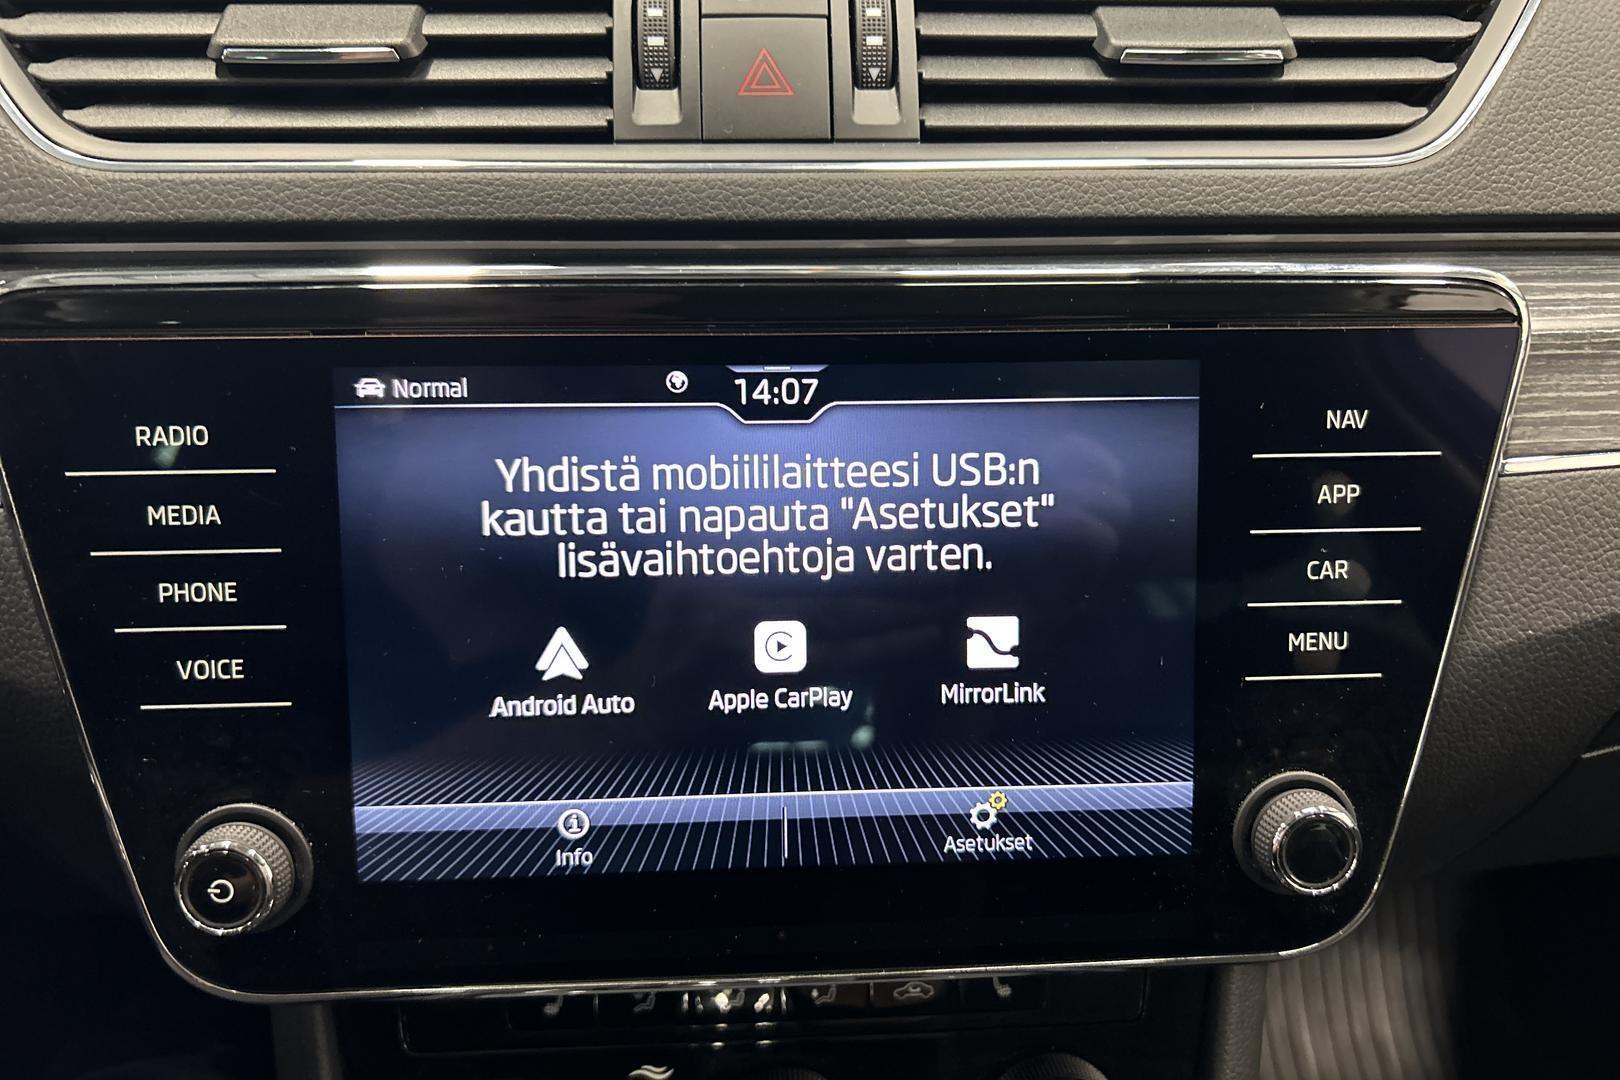 Normal
14:07
Yhdistä mobiililaitteesi USB:n
kautta tai napauta "Asetukset"
lisävaihtoehtoja varten.
Android Auto
Apple CarPlay
MirrorLink
Info
Asetukset
RADIO
MEDIA
PHONE
VOICE
NAV
APP
CAR
MENU